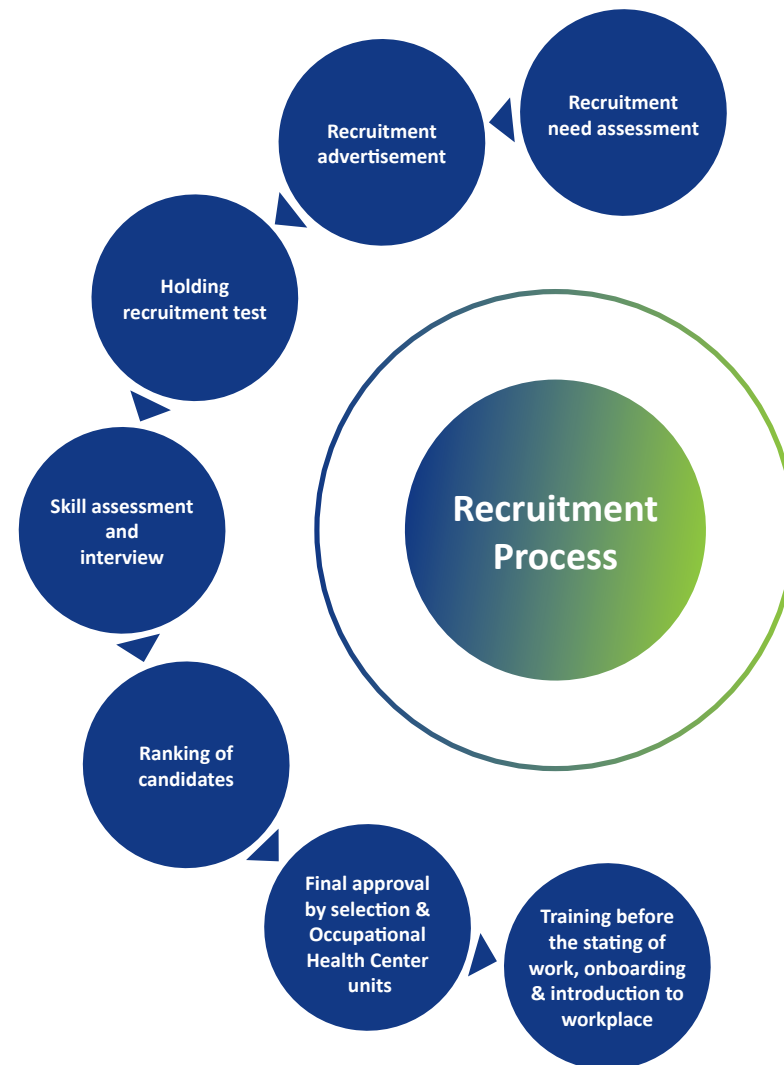 Recruitment
need assessment
Recruitment
advertisement
Holding
recruitment test
Skill assessment
and
interview
Ranking of
candidates
Final approval
by selection &
Occupational
Health Center
units
Training before
the stating of
work, onboarding
& introduction to
workplace
Recruitment
Process